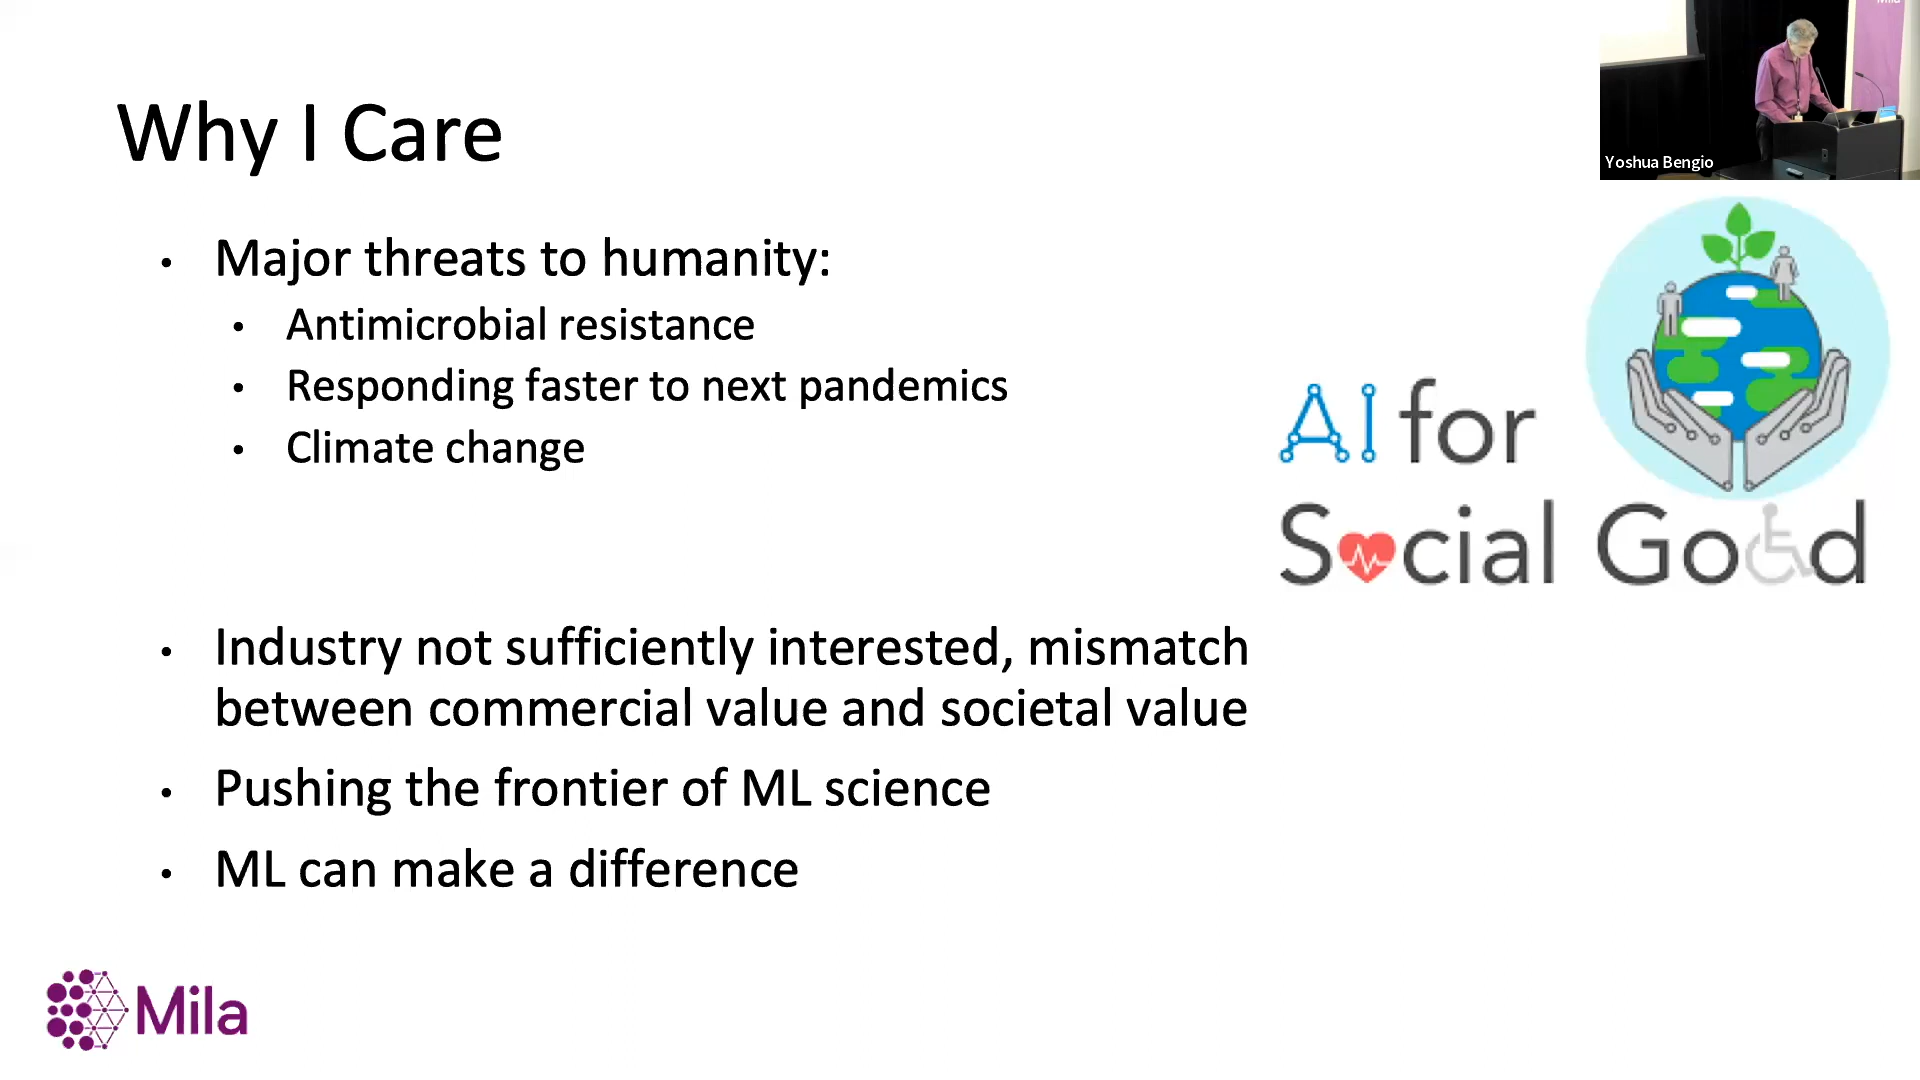 Why I Care
• Major threats to humanity:
• Antimicrobial resistance
• Responding faster to next pandemics
• Climate change
• Industry not sufficiently interested, mismatch
between commercial value and societal value
• Pushing the frontier of ML science
• ML can make a difference
Yoshua Bengio
AI for
Social Good
Mila